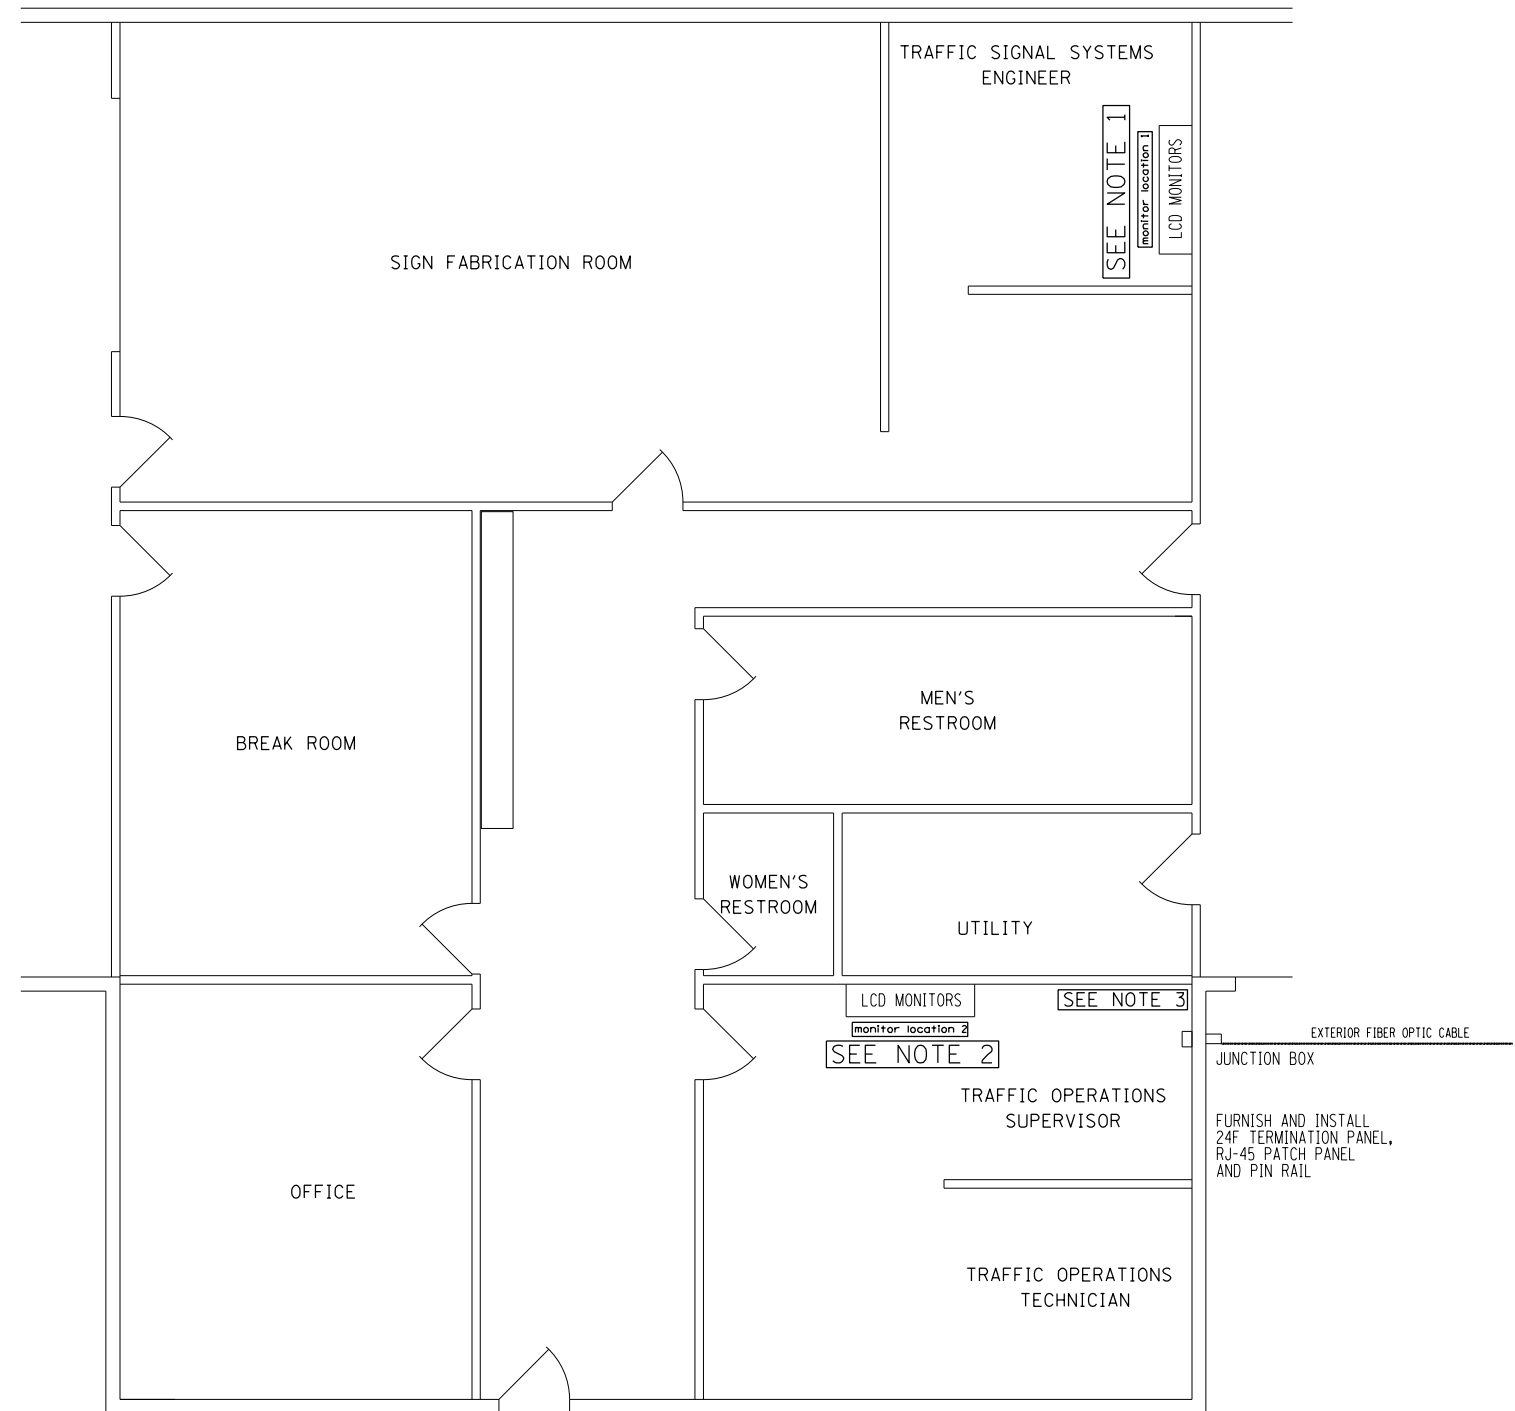 TRAFFIC SIGNAL SYSTEMS
ENGINEER
SEE NOTE 1
monitor location 1
LCD MONITORS
SIGN FABRICATION ROOM
MEN'S
RESTROOM
BREAK ROOM
WOMEN'S
RESTROOM
UTILITY
LCD MONITORS
monitor location 2
SEE NOTE 2
SEE NOTE 3
EXTERIOR FIBER OPTIC CABLE
JUNCTION BOX
TRAFFIC OPERATIONS
SUPERVISOR
FURNISH AND INSTALL
24F TERMINATION PANEL,
RJ-45 PATCH PANEL
AND PIN RAIL
OFFICE
TRAFFIC OPERATIONS
TECHNICIAN